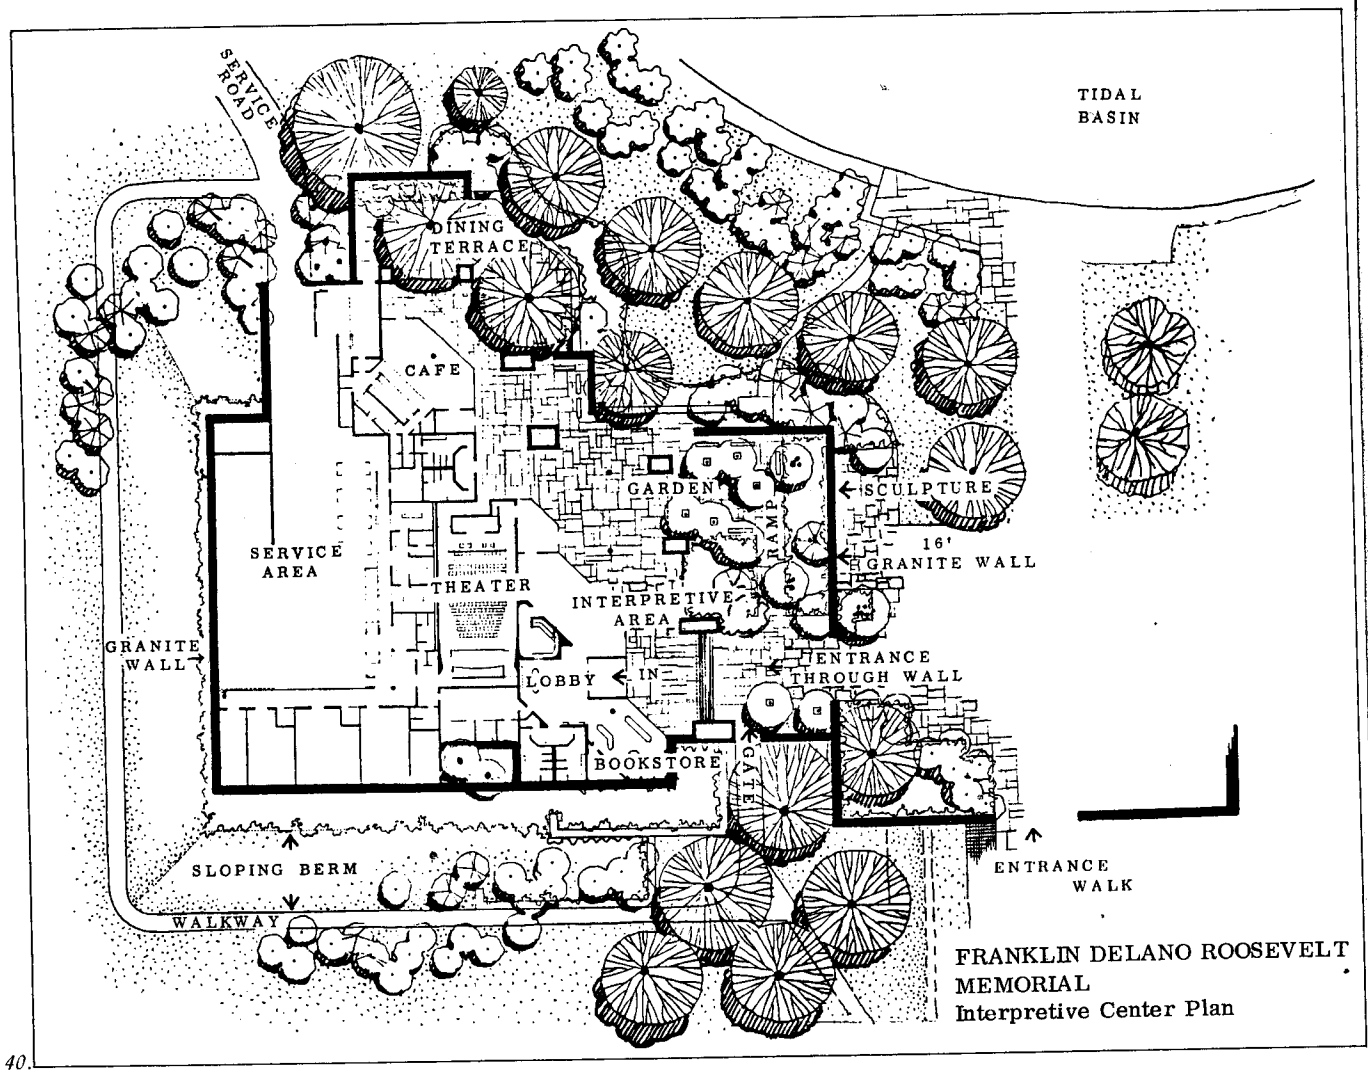 SERVICE
ROAD
TIDAL
BASIN
DINING
TERRACE
CAFE
GARDEN
RAMP
SCULPTURE
16'
GRANITE WALL
SERVICE
AREA
THEATER
INTERPRETIVE
AREA
GRANITE
WALL
LOBBY
IN
ENTRANCE
THROUGH WALL
BOOKSTORE
GATE
SLOPING BERM
ENTRANCE
WALK
WALKWAY
FRANKLIN DELANO ROOSEVELT
MEMORIAL
Interpretive Center Plan
40.